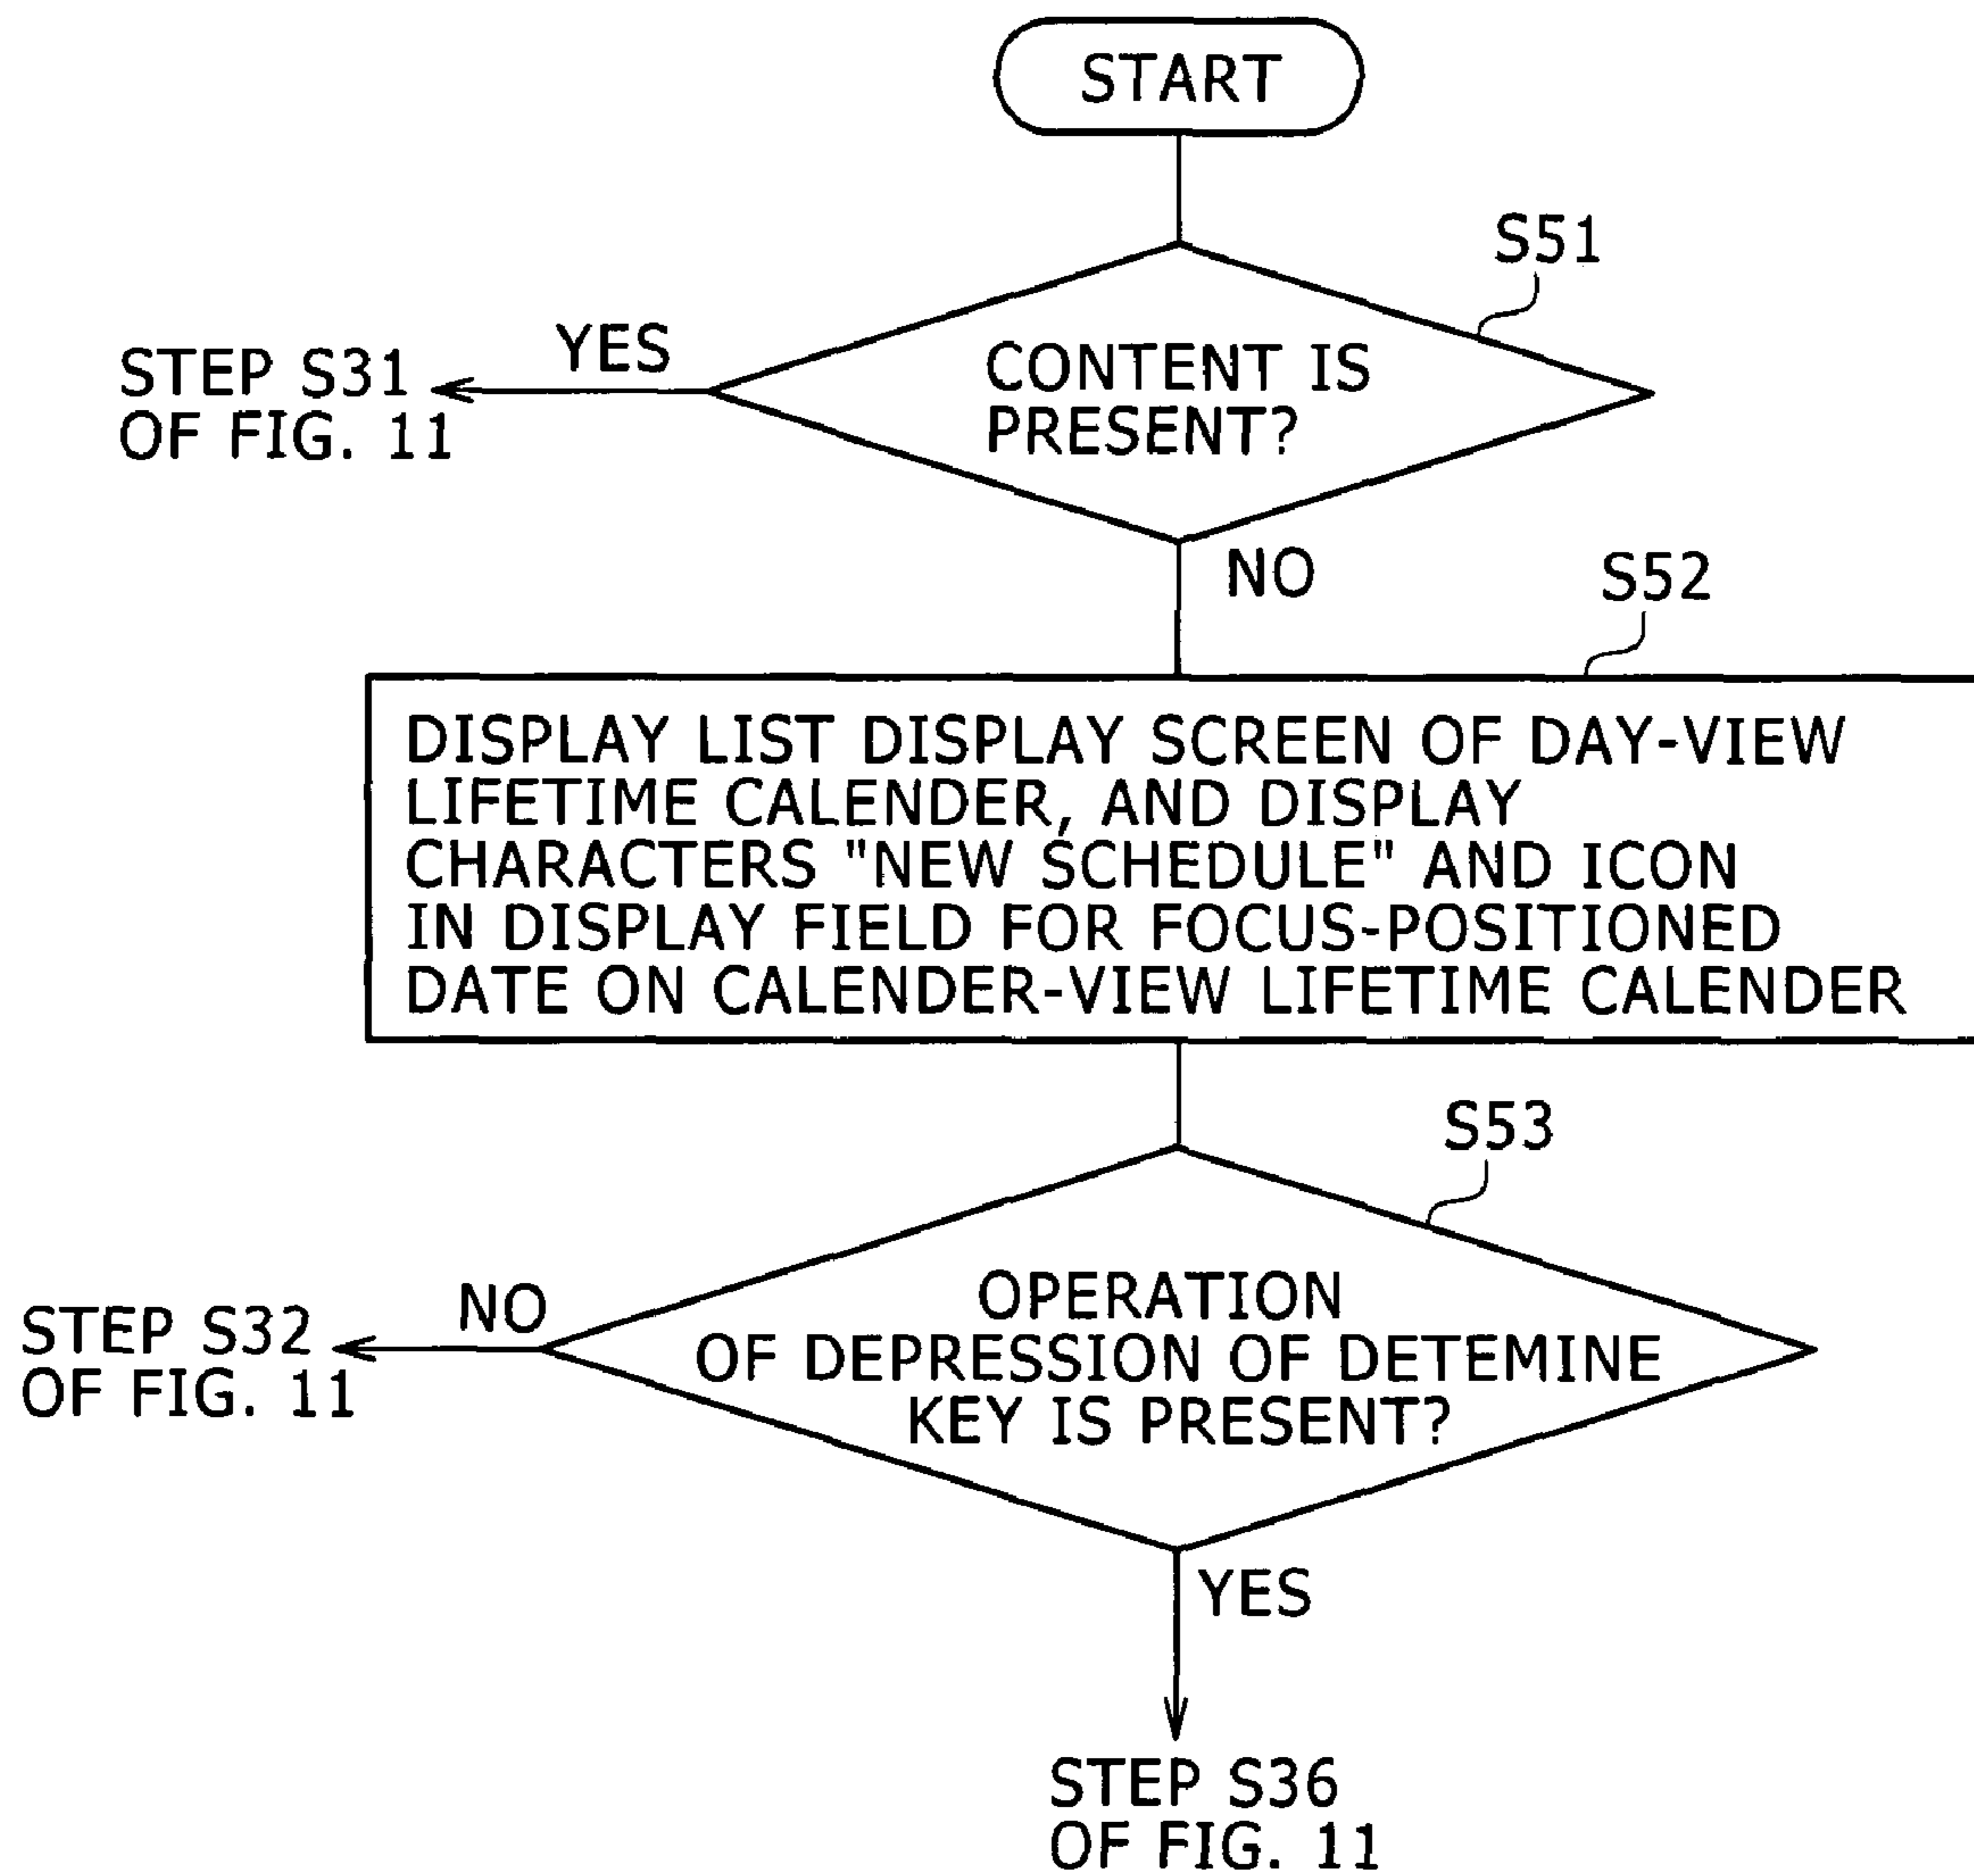 START
S51
CONTENT IS
PRESENT?
YES
STEP S31
OF FIG. 11
NO
S52
DISPLAY LIST DISPLAY SCREEN OF DAY-VIEW
LIFETIME CALENDER, AND DISPLAY
CHARACTERS "NEW SCHEDULE" AND ICON
IN DISPLAY FIELD FOR FOCUS-POSITIONED
DATE ON CALENDER-VIEW LIFETIME CALENDER
S53
OPERATION
OF DEPRESSION OF DETEMINE
KEY IS PRESENT?
NO
STEP S32
OF FIG. 11
YES
STEP S36
OF FIG. 11